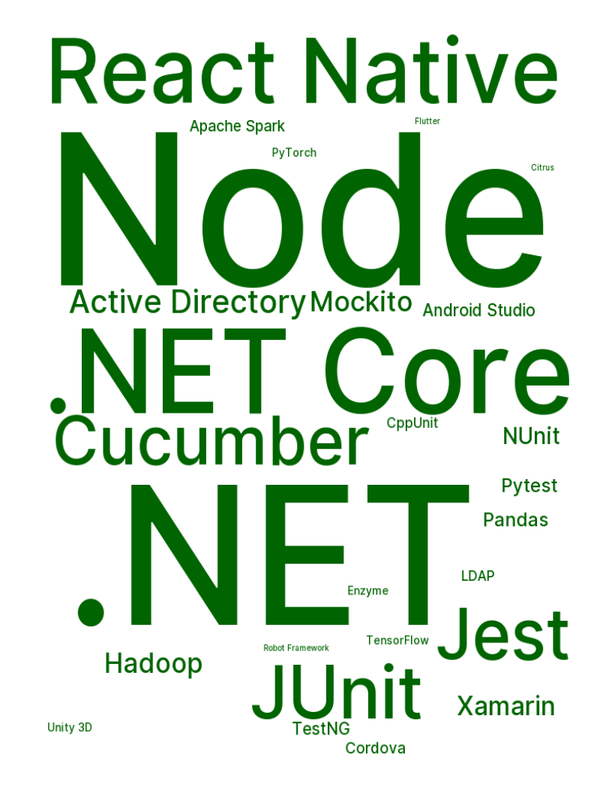 React Native
Apache Spark
Flutter
PyTorch
Citrus
Node
Active Directory
Mockito
Android Studio
.NET Core
Cucumber
CppUnit
NUnit
Pytest
.NET
Pandas
LDAP
Enzyme
Jest
TensorFlow
Robot Framework
Hadoop
JUnit
Xamarin
Unity 3D
TestNG
Cordova